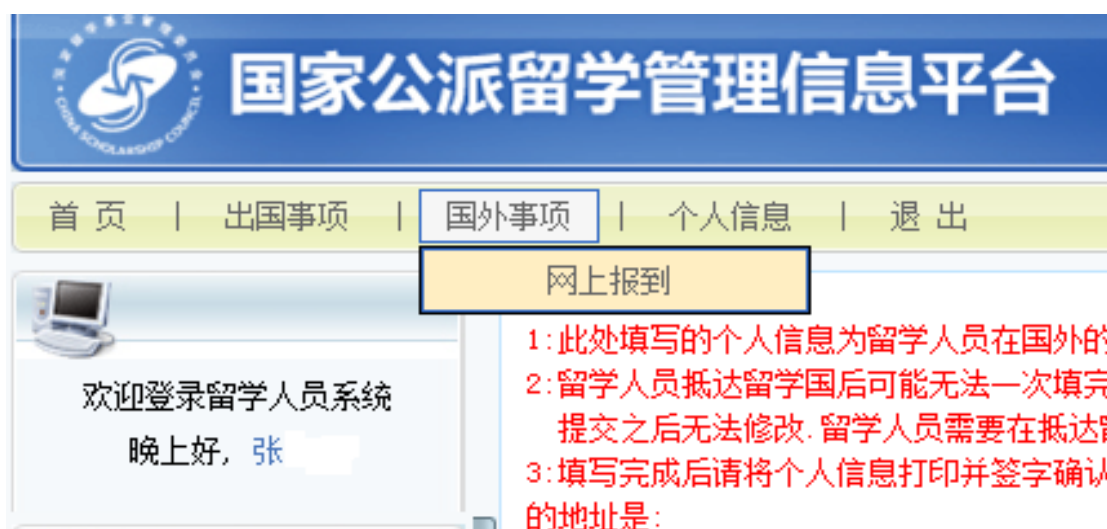 国家公派留学管理信息平台
CHINA SCHOLARSHIP COUNCIL
首 页 | 出国事项 | 国外事项 | 个人信息 | 退 出
网上报到
欢迎登录留学人员系统
晚上好, 张
1:此处填写的个人信息为留学人员在国外的
2:留学人员抵达留学国后可能无法一次填完
提交之后无法修改.留学人员需要在抵达
3:填写完成后请将个人信息打印并签字确认
的地址是: